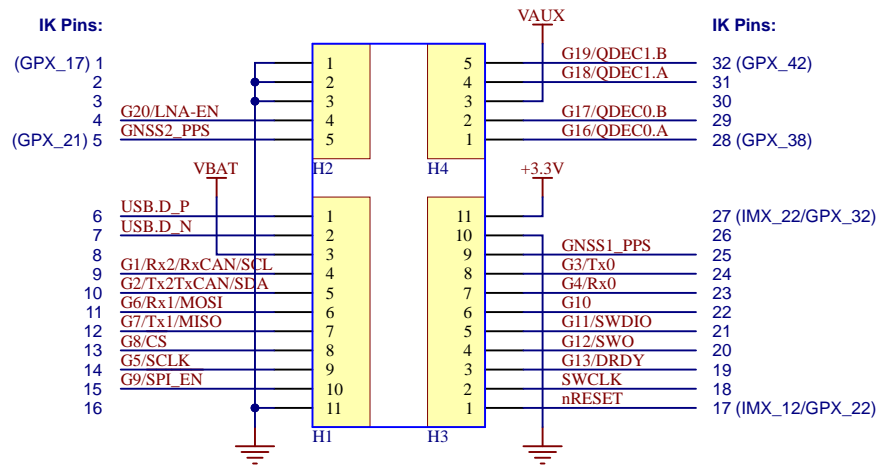 VAUX
IK Pins:
IK Pins:
(GPX_17) 1
1
5
G19/QDEC1.B
32 (GPX_42)
2
2
4
G18/QDEC1.A
31
3
3
3
30
4
G20/LNA-EN
4
2
G17/QDEC0.B
29
(GPX_21) 5
GNSS2_PPS
5
1
G16/QDEC0.A
28 (GPX_38)
VBAT
H2
H4
+3.3V
6
USB.D_P
1
11
27 (IMX_22/GPX_32)
7
USB.D_N
2
10
26
8
3
9
GNSS1_PPS
25
9
G1/Rx2/RxCAN/SCL
4
8
G3/Tx0
24
10
G2/Tx2TxCAN/SDA
5
7
G4/Rx0
23
11
G6/Rx1/MOSI
6
6
G10
22
12
G7/Tx1/MISO
7
5
G11/SWDIO
21
13
G8/CS
8
4
G12/SWO
20
14
G5/SCLK
9
3
G13/DRDY
19
15
G9/SPI_EN
10
2
SWCLK
18
16
11
1
nRESET
17 (IMX_12/GPX_22)
H1
H3